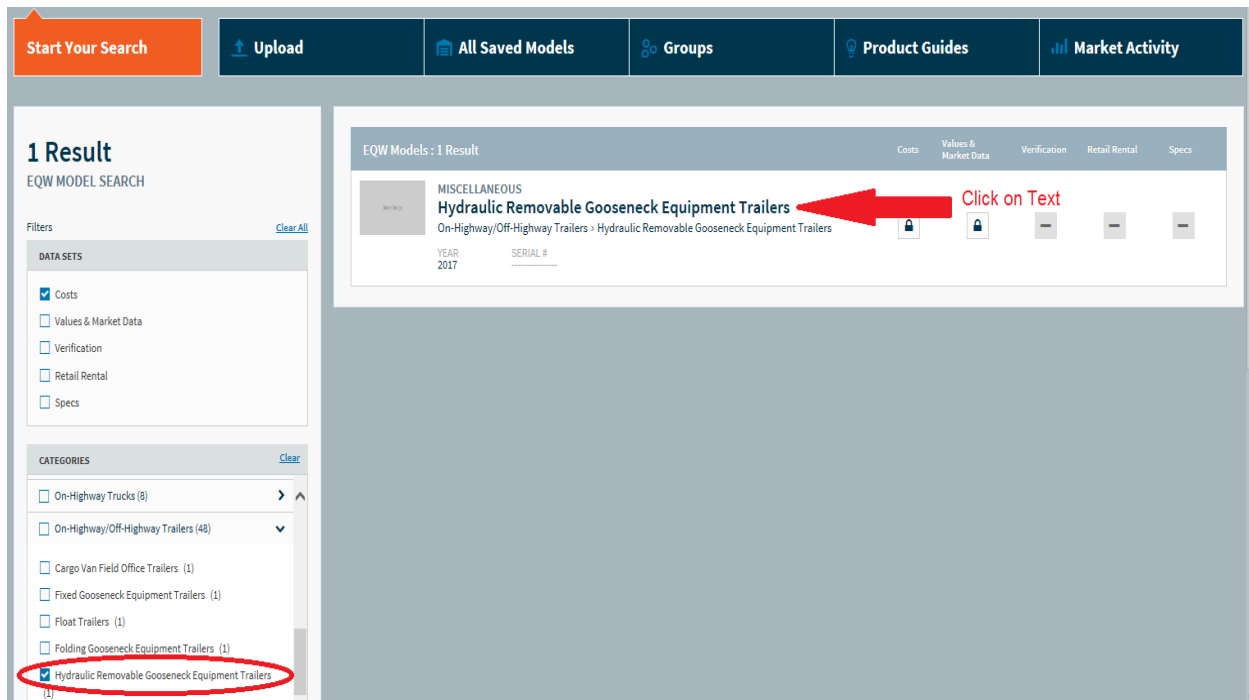 Start Your Search
Upload
All Saved Models
Groups
Product Guides
Market Activity
1 Result
EQW MODEL SEARCH
Filters
Clear All
DATA SETS
Costs
Values & Market Data
Verification
Retail Rental
Specs
CATEGORIES
Clear
On-Highway Trucks (8)
On-Highway/Off-Highway Trailers (48)
Cargo Van Field Office Trailers (1)
Fixed Gooseneck Equipment Trailers (1)
Float Trailers (1)
Folding Gooseneck Equipment Trailers (1)
Hydraulic Removable Gooseneck Equipment Trailers
(1)
EQW Models : 1 Result
Costs
Values &
Market Data
Verification
Retail Rental
Specs
MISCELLANEOUS
Hydraulic Removable Gooseneck Equipment Trailers
Click on Text
On-Highway/Off-Highway Trailers › Hydraulic Removable Gooseneck Equipment Trailers
YEAR
SERIAL #
2017
---------------